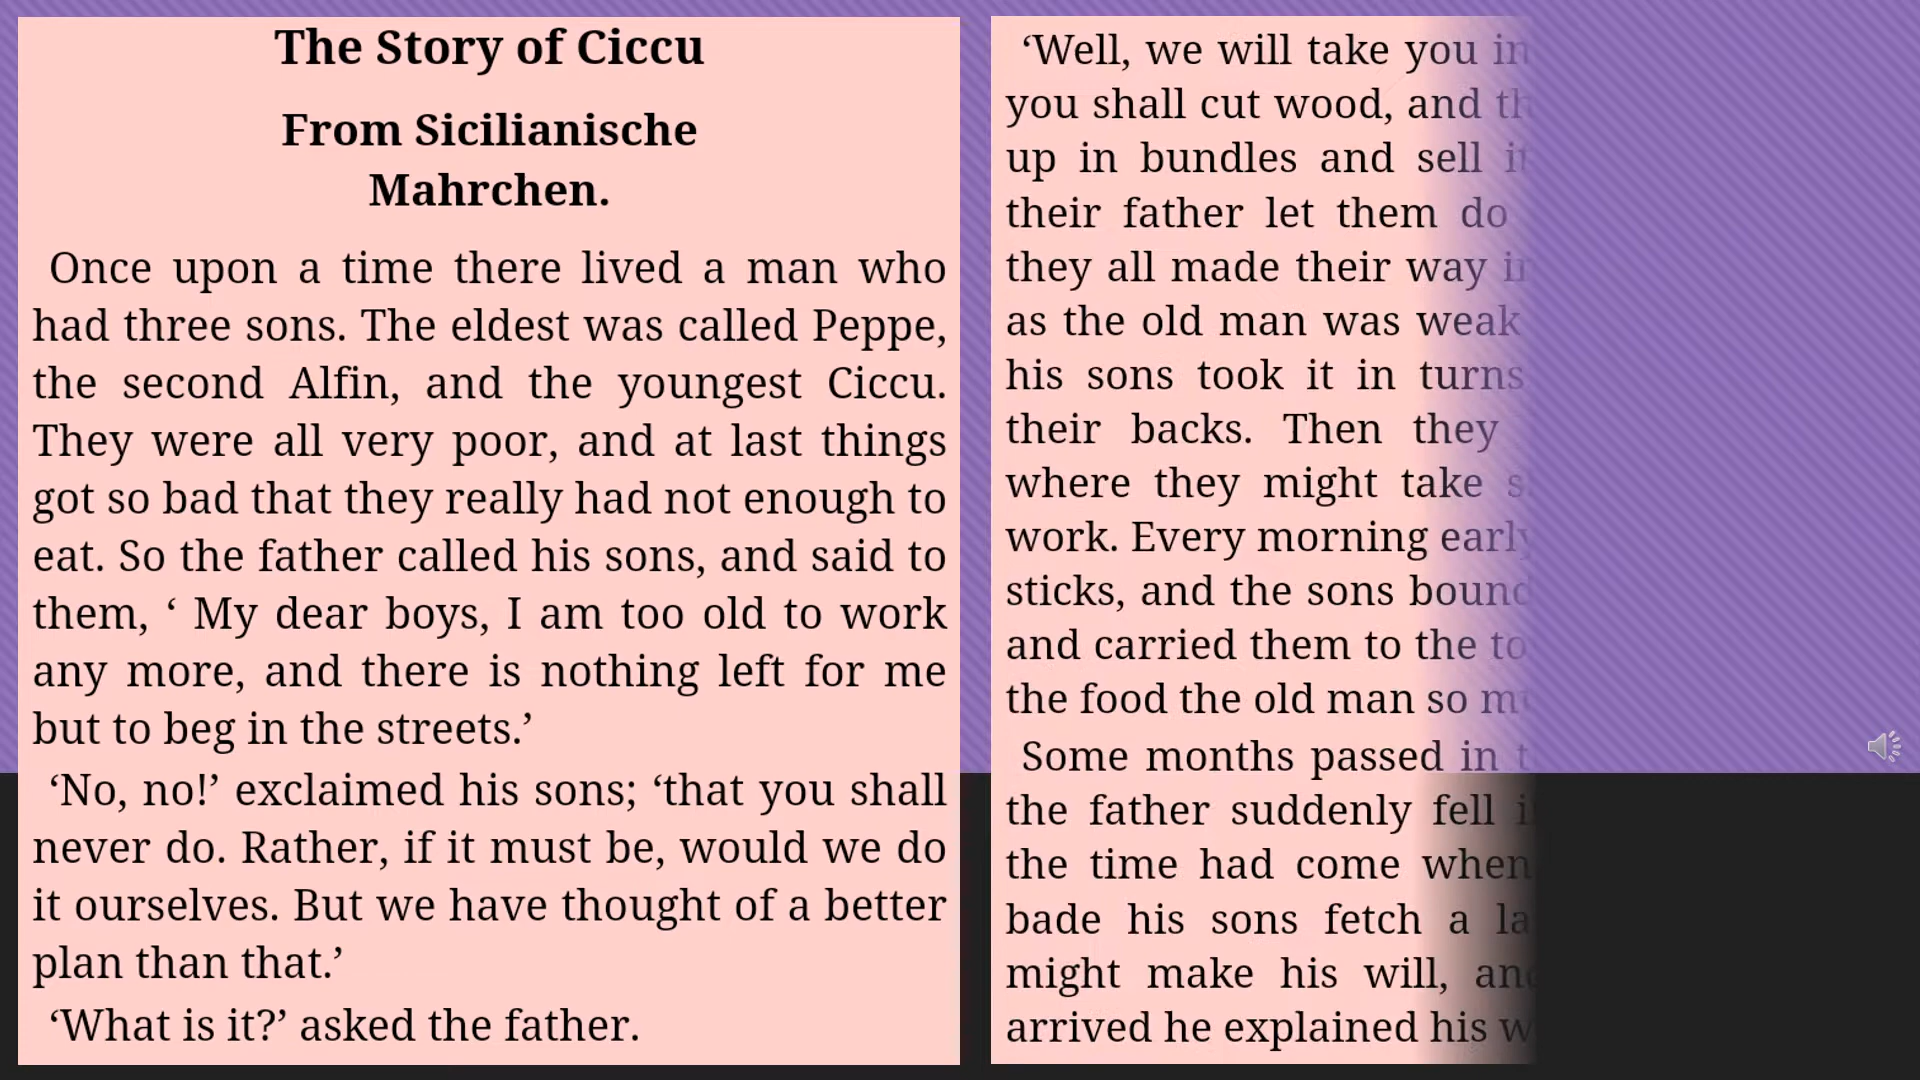 The Story of Ciccu
From Sicilianische
Mahrchen.
Once upon a time there lived a man who
had three sons. The eldest was called Peppe,
the second Alfin, and the youngest Ciccu.
They were all very poor, and at last things
got so bad that they really had not enough to
eat. So the father called his sons, and said to
them, ‘ My dear boys, I am too old to work
any more, and there is nothing left for me
but to beg in the streets.’
‘No, no!’ exclaimed his sons; ‘that you shall
never do. Rather, if it must be, would we do
it ourselves. But we have thought of a better
plan than that.’
‘What is it?’ asked the father.
‘Well, we will take you
you shall cut wood, and
up in bundles and sell
their father let them do
they all made their way
as the old man was weak
his sons took it in turns
their backs. Then they
where they might take
work. Every morning early
sticks, and the sons bound
and carried them to the
the food the old man so
Some months passed in
the father suddenly fell
the time had come when
bade his sons fetch a
might make his will,
arrived he explained his